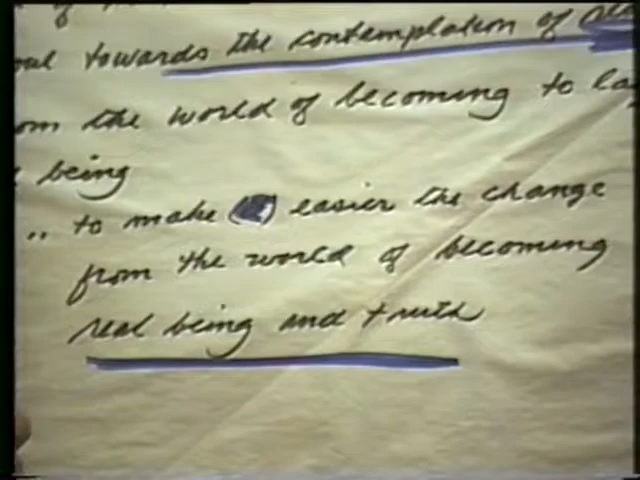 towards the contemplation of
the world of becoming to
being
.. to make easier the change
from the world of becoming
real being and truth